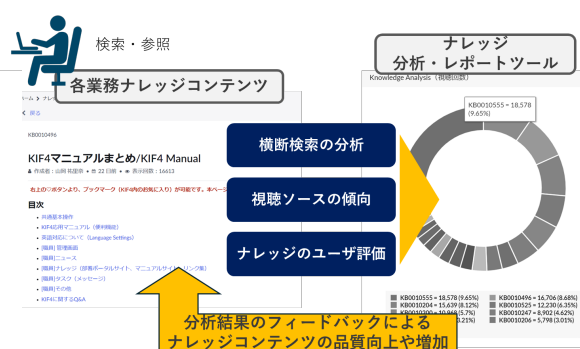 検索・参照
各業務ナレッジコンテンツ
ナレッジ
分析・レポートツール
戻る
KB0010496
KIF4マニュアルまとめ/KIF4 Manual
22 日前 • 表示回数 : 16613
目次
共通基本操作
KIF4応用マニュアル（便利機能）
英語対応について（Language Settings）
[職員] 管理画面
[職員]ニュース
[職員]タスク（メッセージ）
[職員]その他
KIF4に関するQ&A
横断検索の分析
視聴ソースの傾向
ナレッジのユーザ評価
Knowledge Analysis（視聴回数）
KB0010555 = 18,578
(9.65%)
KB0010555 = 18,578 (9.65%)
KB0010496 = 16,706 (8.68%)
KB0010204 = 15,639 (8.12%)
KB0010525 = 12,230 (6.35%)
KB0010247 = 8,902 (4.62%)
KB0010206 = 5,798 (3.01%)
分析結果のフィードバックによる
ナレッジコンテンツの品質向上や増加